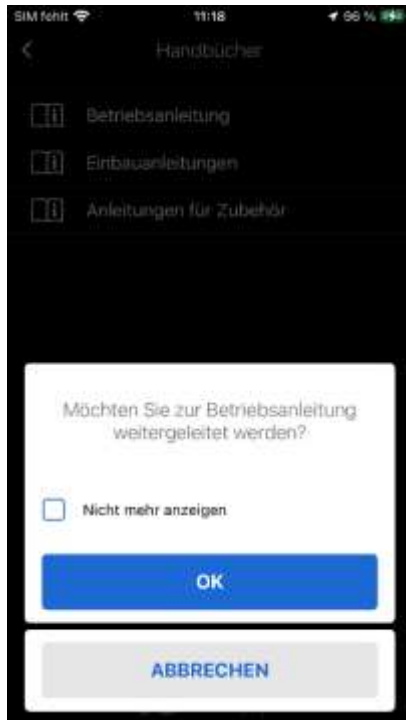 SIM fehlt 11:18 96 %
Handbücher
Betriebsanleitung
Einbauanleitungen
Anleitungen für Zubehör
Möchten Sie zur Betriebsanleitung
weitergeleitet werden?
Nicht mehr anzeigen
OK
ABBRECHEN